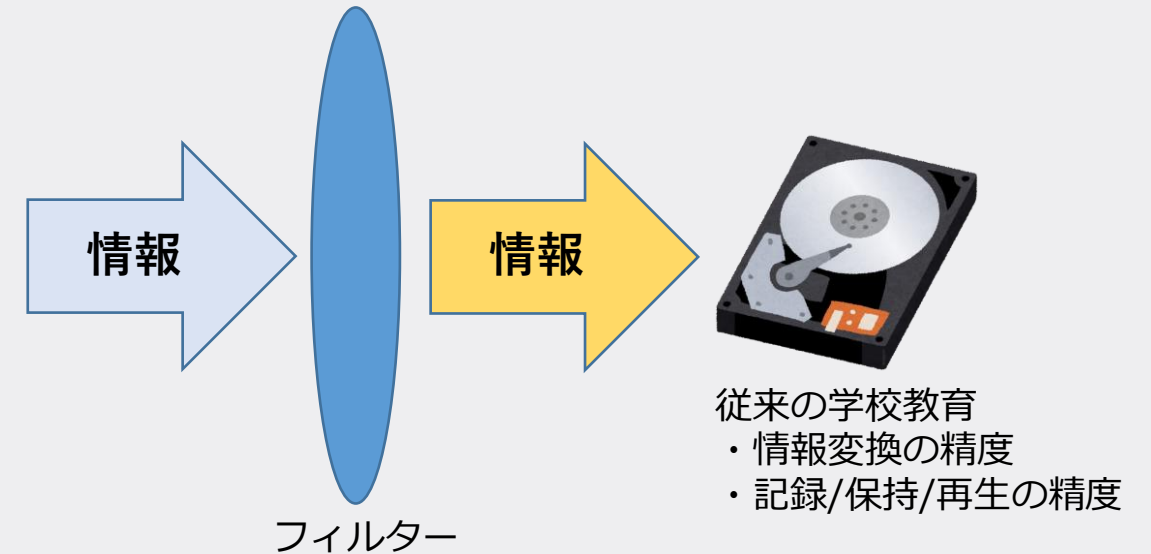 情報
情報
従来の学校教育
・情報変換の精度
・記録/保持/再生の精度
フィルター